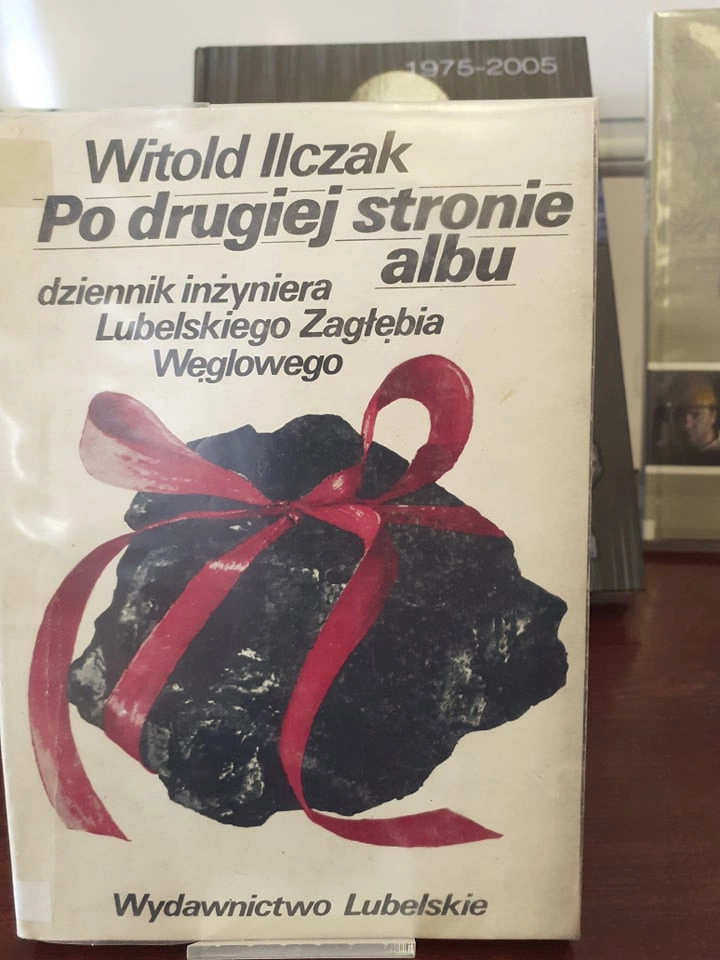 1975-2005
Witold Ilczak
Po drugiej stronie
albu
dziennik inżyniera
Lubelskiego Zagłębia
Węglowego
Wydawnictwo Lubelskie